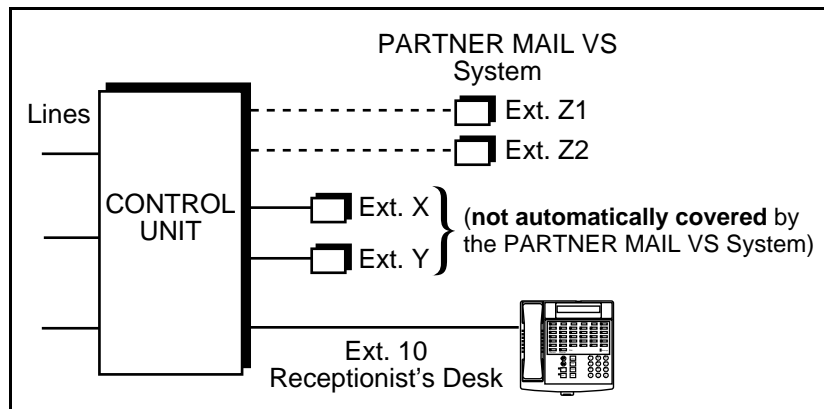 PARTNER MAIL VS
System
Lines
Ext. Z1
Ext. Z2
CONTROL
UNIT
Ext. X
Ext. Y
(not automatically covered by
the PARTNER MAIL VS System)
Ext. 10
Receptionist's Desk